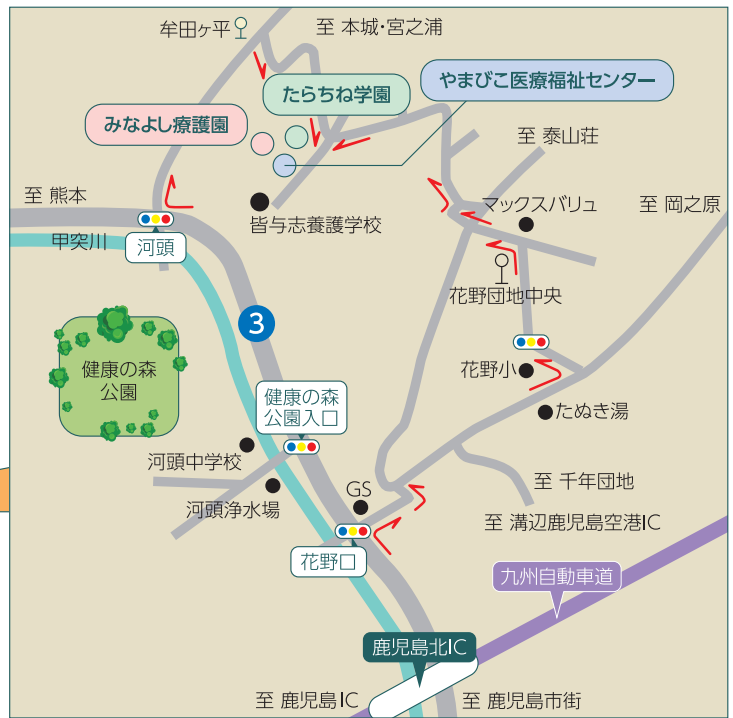 牟田ヶ平
至 本城・宮之浦
やまびこ医療福祉センター
たらちね学園
みなよし療護園
至 泰山荘
至 熊本
マックスバリュ
至 岡之原
皆与志養護学校
甲突川
河頭
花野団地中央
3
健康の森
公園
花野小
健康の森
公園入口
たぬき湯
河頭中学校
至 千年団地
GS
河頭浄水場
至 溝辺鹿児島空港IC
花野口
九州自動車道
鹿児島北IC
至 鹿児島IC
至 鹿児島市街